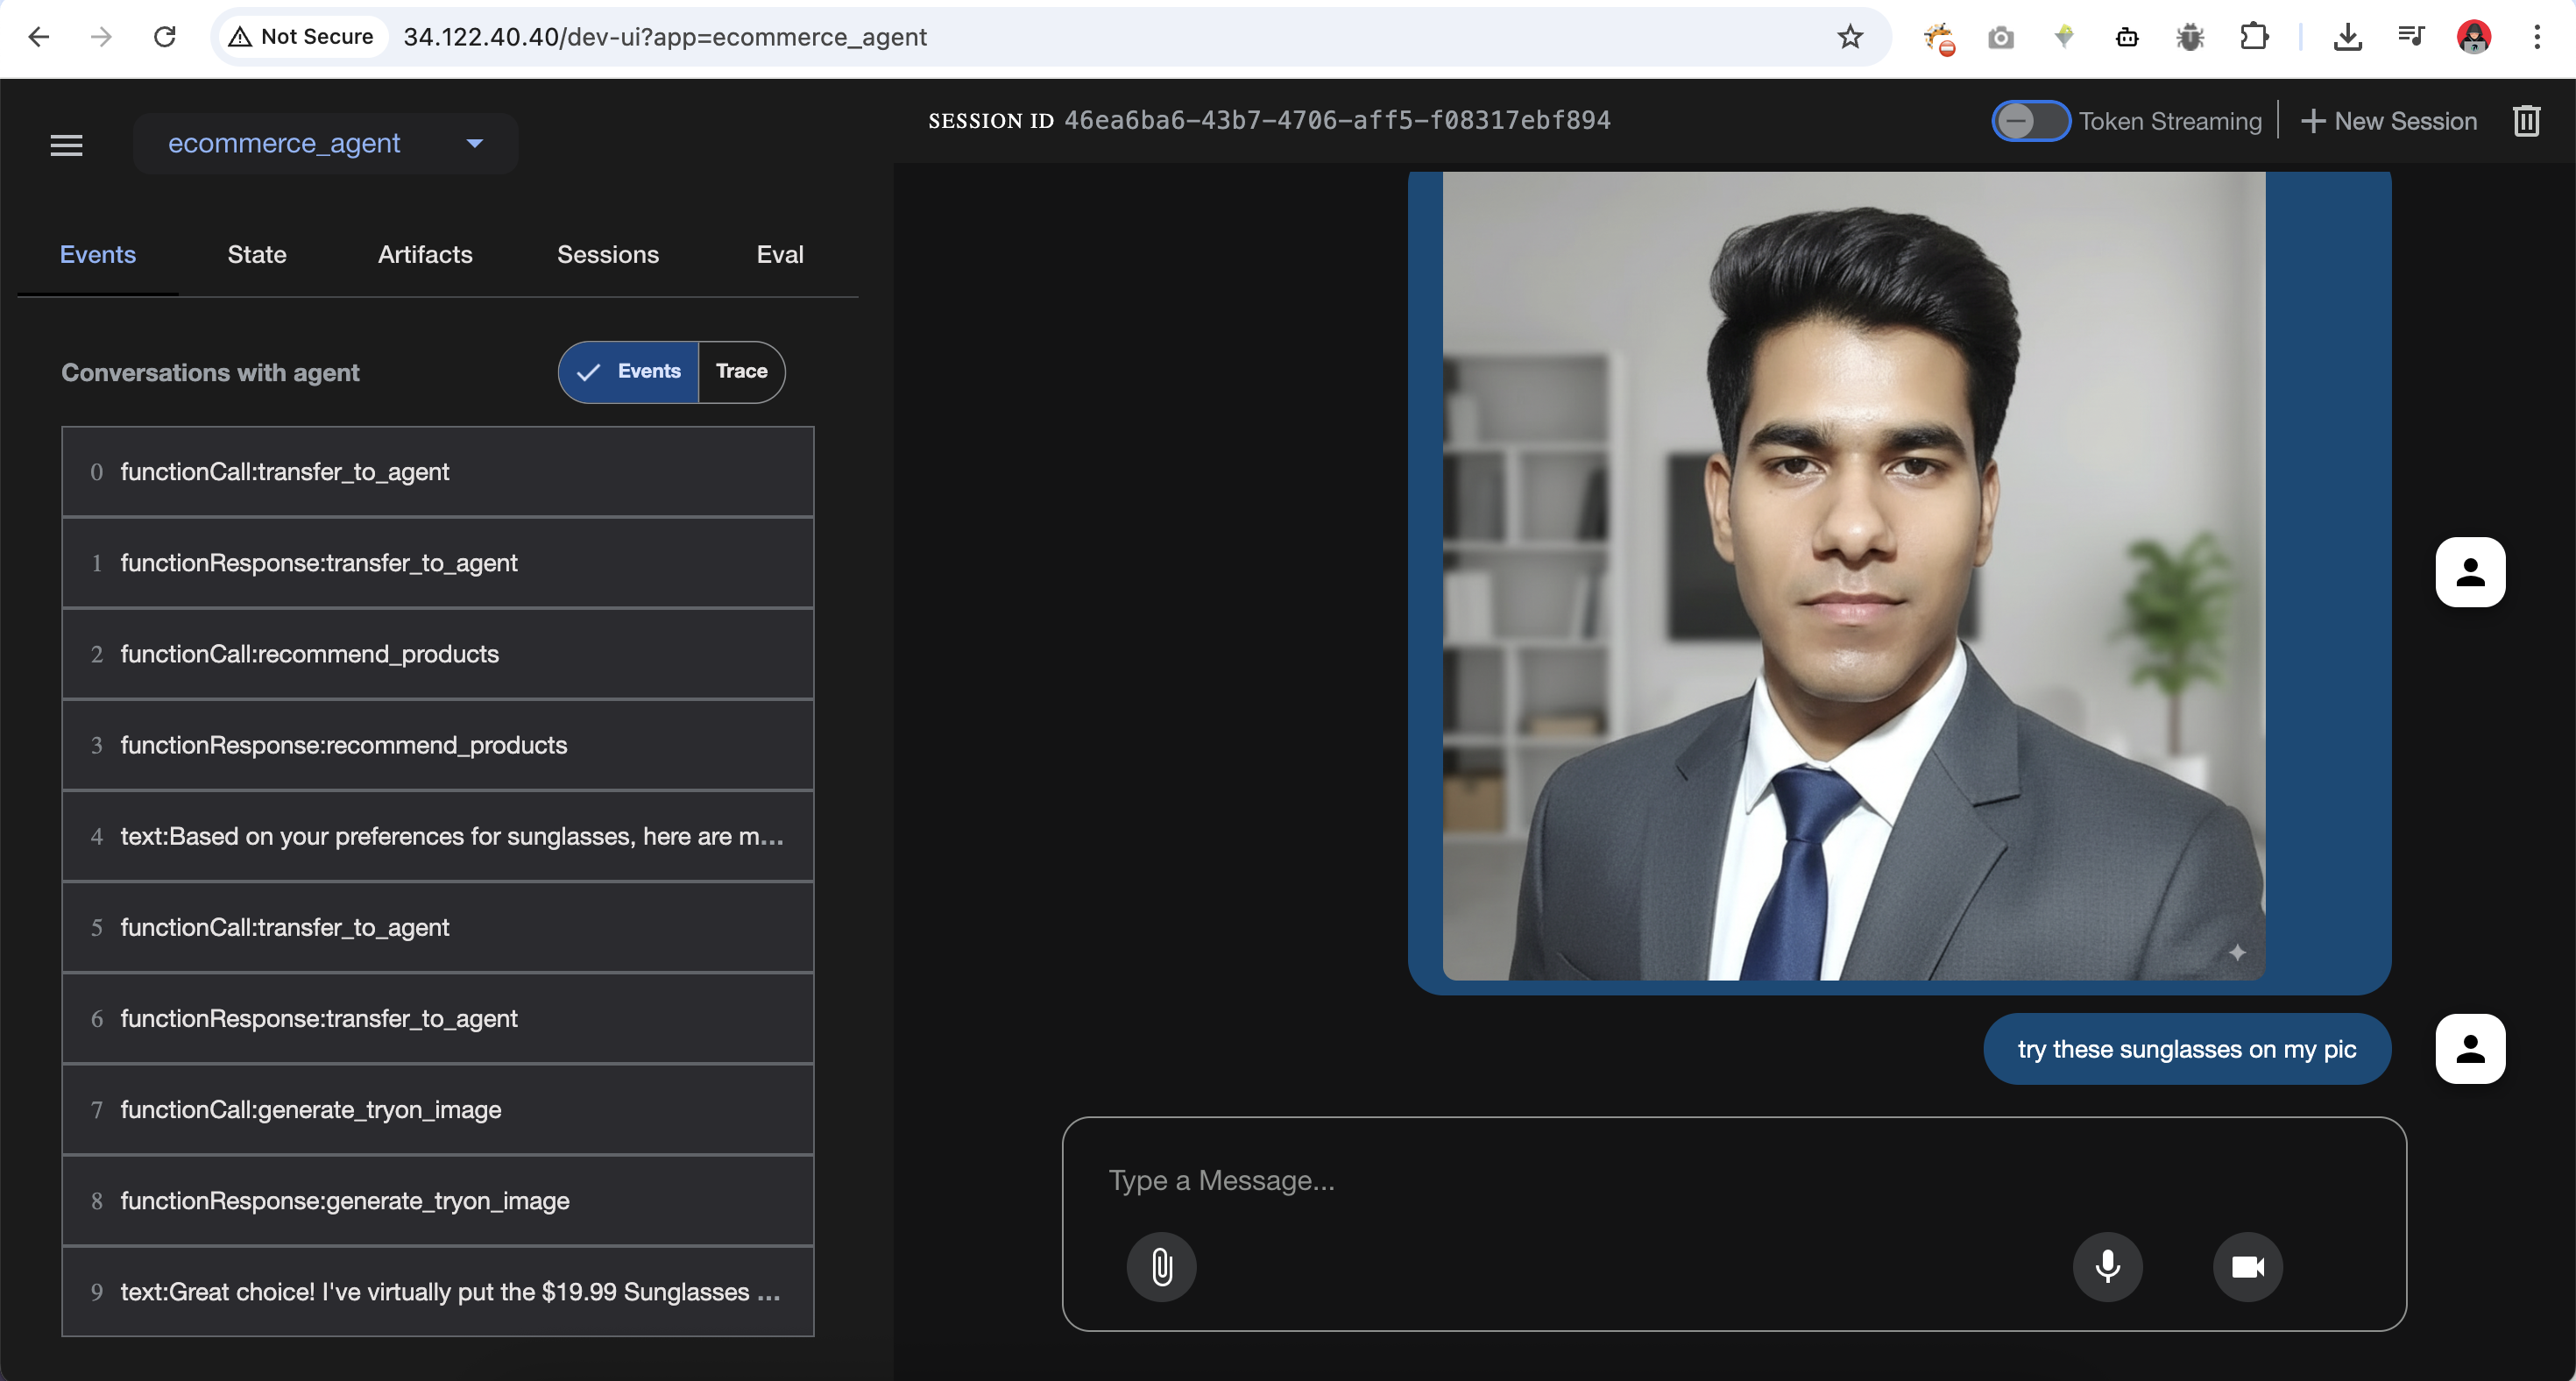 Not Secure 34.122.40.40/dev-ui?app=ecommerce_agent
ecommerce_agent
SESSION ID 46ea6ba6-43b7-4706-aff5-f08317ebf894
Token Streaming
New Session
Events State Artifacts Sessions Eval
Conversations with agent
Events Trace
0 functionCall:transfer_to_agent
1 functionResponse:transfer_to_agent
2 functionCall:recommend_products
3 functionResponse:recommend_products
4 text:Based on your preferences for sunglasses, here are m...
5 functionCall:transfer_to_agent
6 functionResponse:transfer_to_agent
7 functionCall:generate_tryon_image
8 functionResponse:generate_tryon_image
9 text:Great choice! I've virtually put the $19.99 Sunglasses ...
try these sunglasses on my pic
Type a Message...